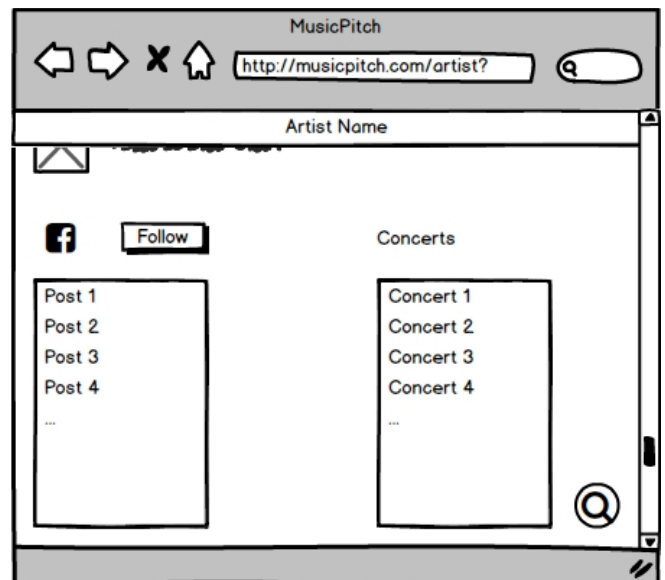 MusicPitch
http://musicpitch.com/artist?
Artist Name
Follow
Concerts
Post 1
Post 2
Post 3
Post 4
...
Concert 1
Concert 2
Concert 3
Concert 4
...